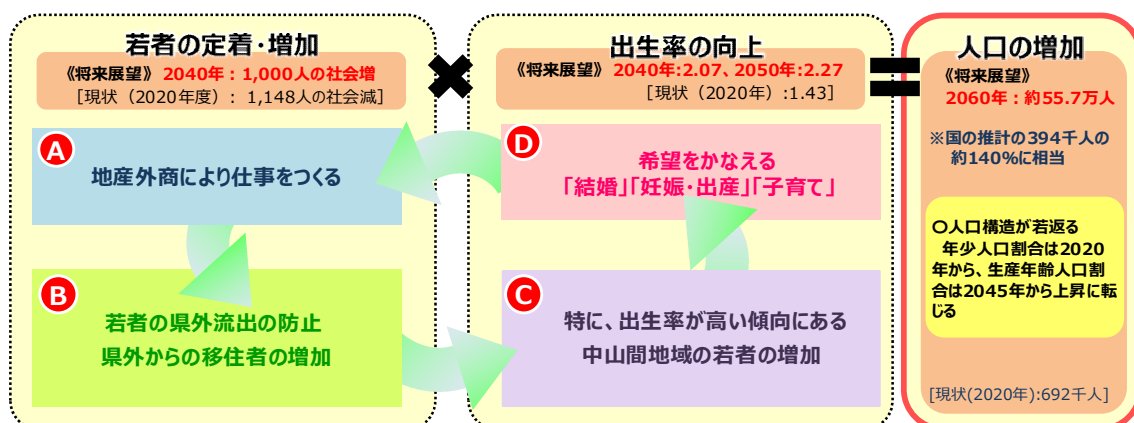 若者の定着・増加
《将来展望》 2040年：1,000人の社会増
[現状（2020年度）： 1,148人の社会減]
A
地産外商により仕事をつくる
B
若者の県外流出の防止
県外からの移住者の増加
出生率の向上
《将来展望》 2040年:2.07、2050年:2.27
[現状（2020年）:1.43]
D
希望をかなえる
「結婚」「妊娠・出産」「子育て」
C
特に、出生率が高い傾向にある
中山間地域の若者の増加
人口の増加
《将来展望》
2060年：約55.7万人
※国の推計の394千人の
約140%に相当
〇人口構造が若返る
年少人口割合は2020
年から、生産年齢人口割
合は2045年から上昇に転
じる
[現状(2020年):692千人]